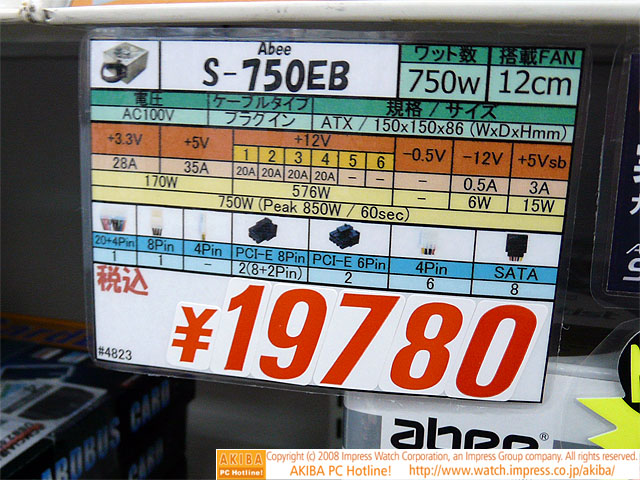 Abee
S-750EB
ワット数 搭載FAN
750W 12cm
電圧 ケーブルタイプ 規格 / サイズ
AC100V プラグイン ATX / 150x150x86 (WxDxHmm)
+3.3V +5V +12V -0.5V -12V +5Vsb
1 2 3 4 5 6
28A 35A 20A 20A 20A 20A - - - 0.5A 3A
170W 576W 6W 15W
750W (Peak 850W / 60sec)
20+4Pin 8Pin 4Pin PCI-E 8Pin PCI-E 6Pin 4Pin SATA
1 1 - 2(8+2Pin) 2 6 8
税込
¥19780
#4823
abee®
AKIBA PC Hotline!
Copyright (c) 2008 Impress Watch Corporation, an Impress Group company. All rights reserved.
AKIBA PC Hotline! http://www.watch.impress.co.jp/akiba/